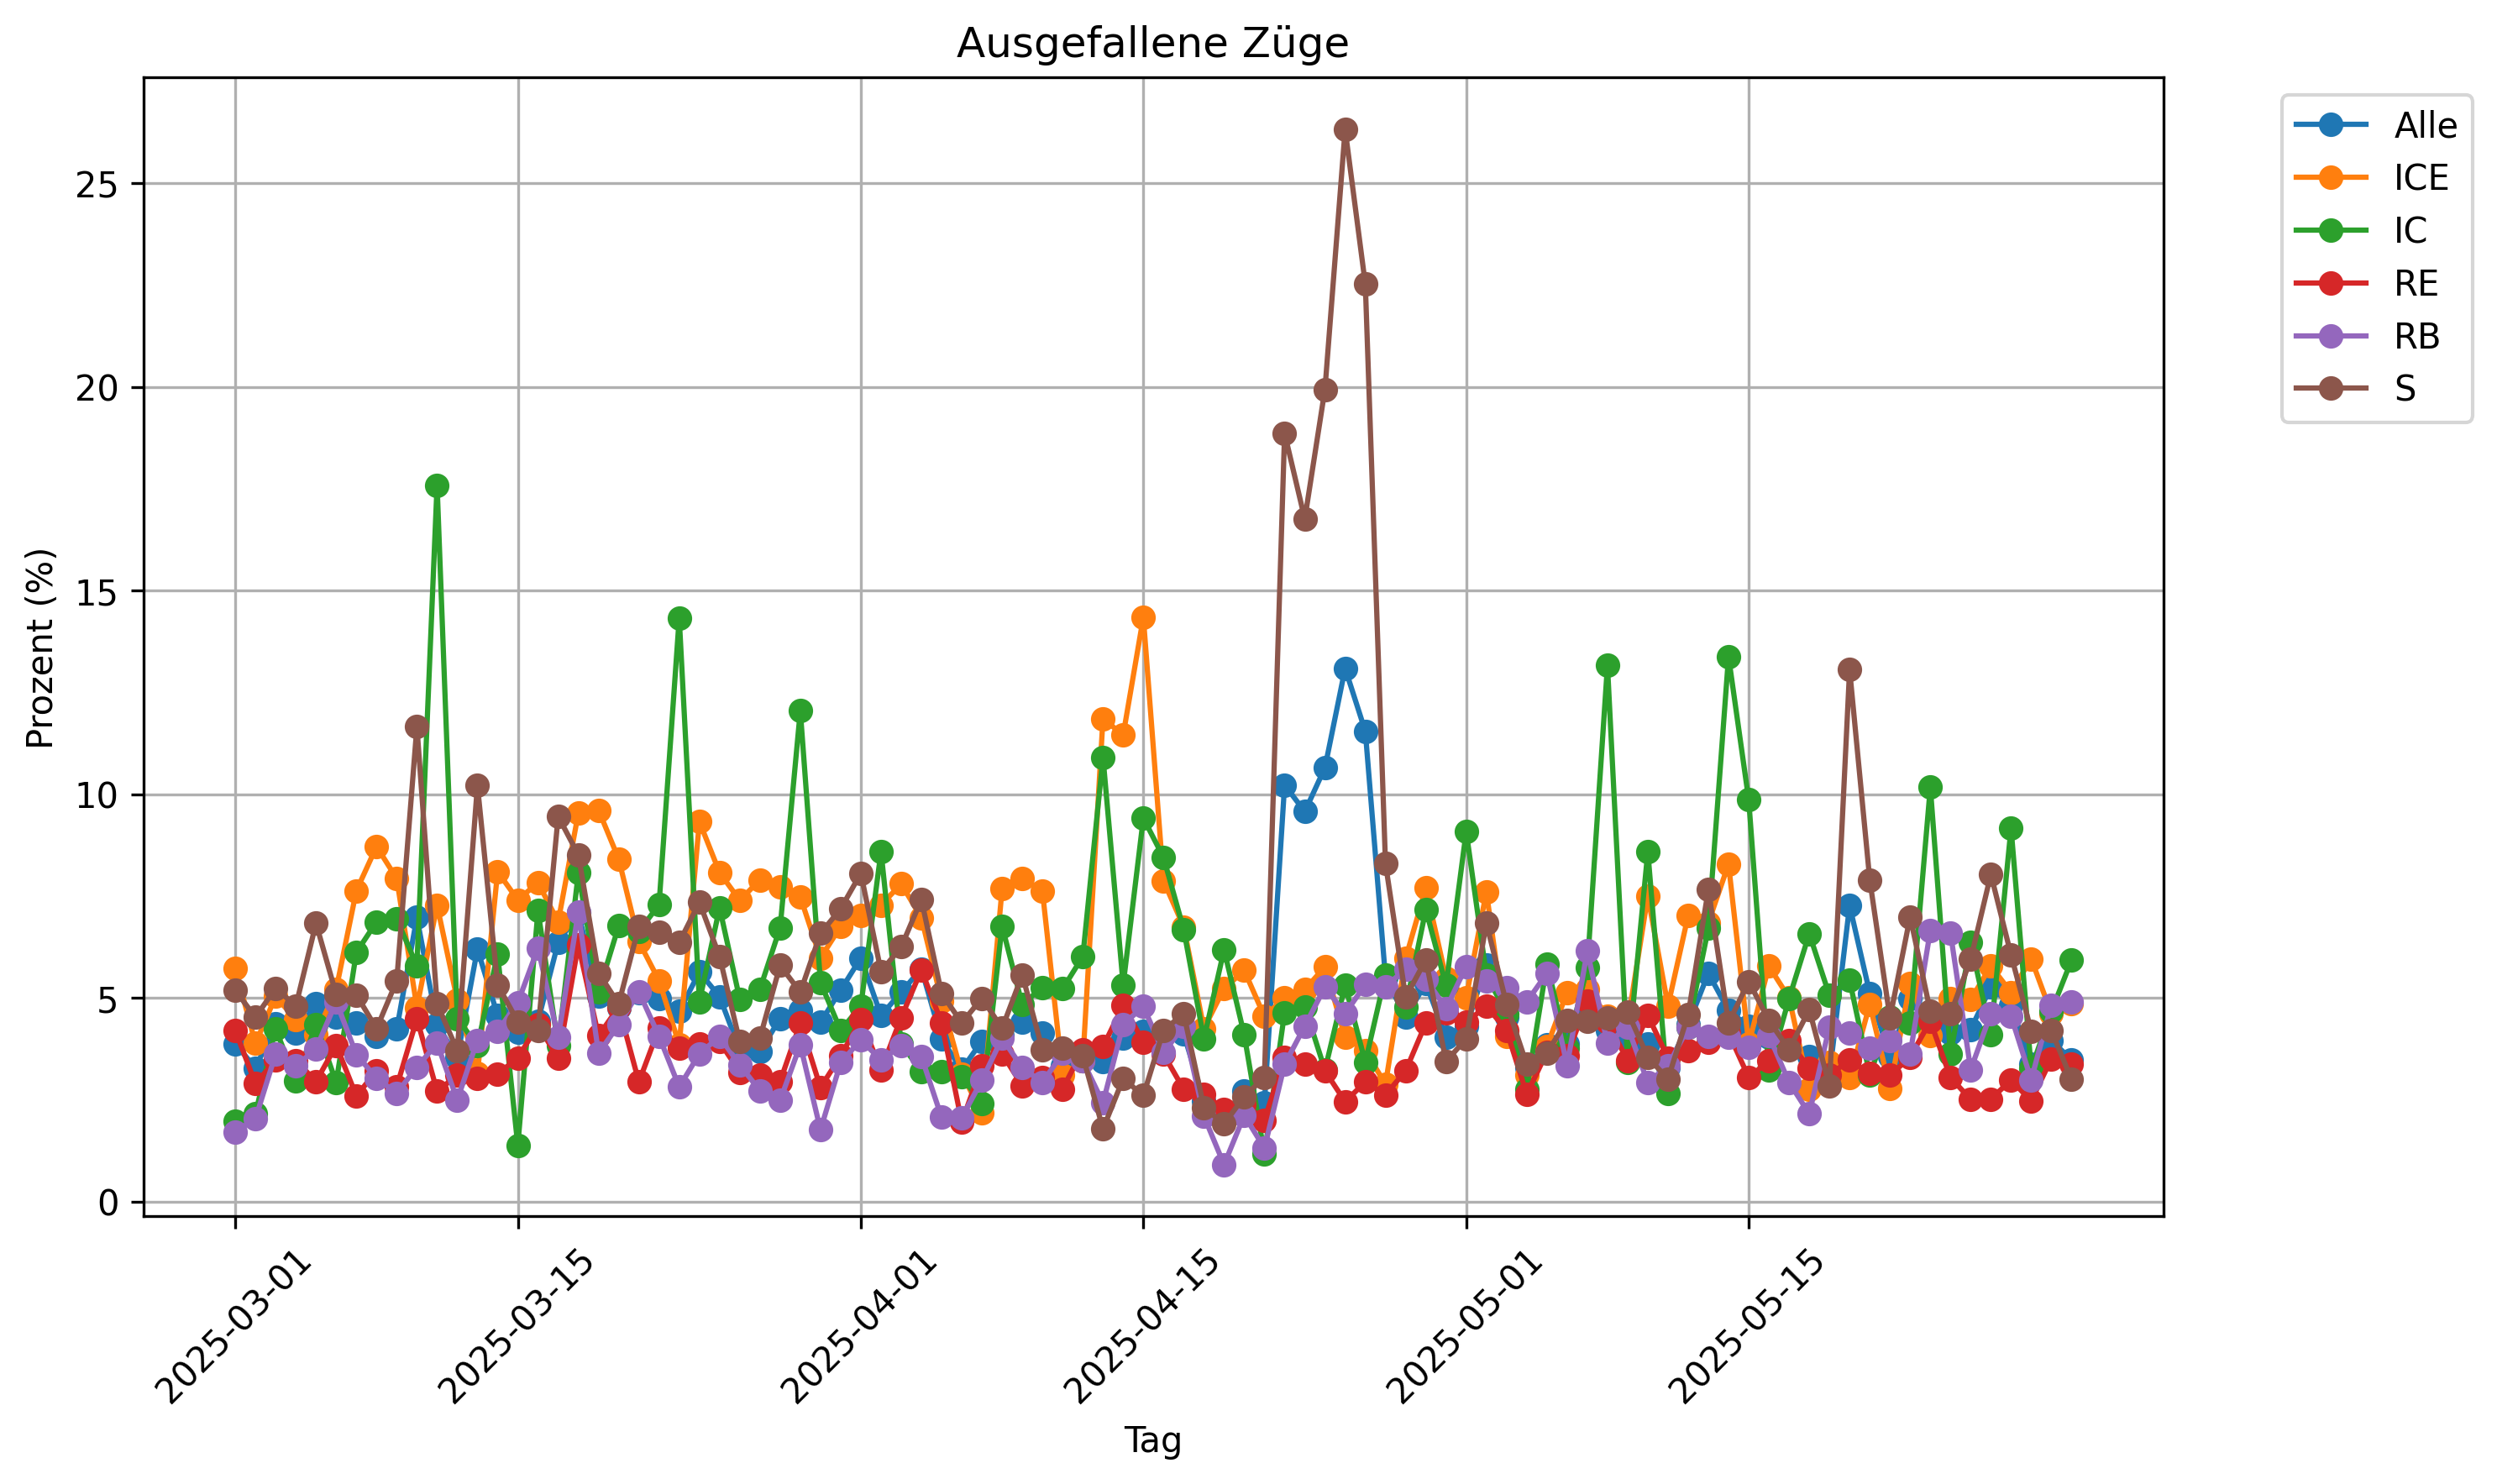 Ausgefallene Züge
Prozent (%)
25
20
15
10
5
0
2025-03-01
2025-03-15
2025-04-01
2025-04-15
2025-05-01
2025-05-15
Tag
Alle
ICE
IC
RE
RB
S